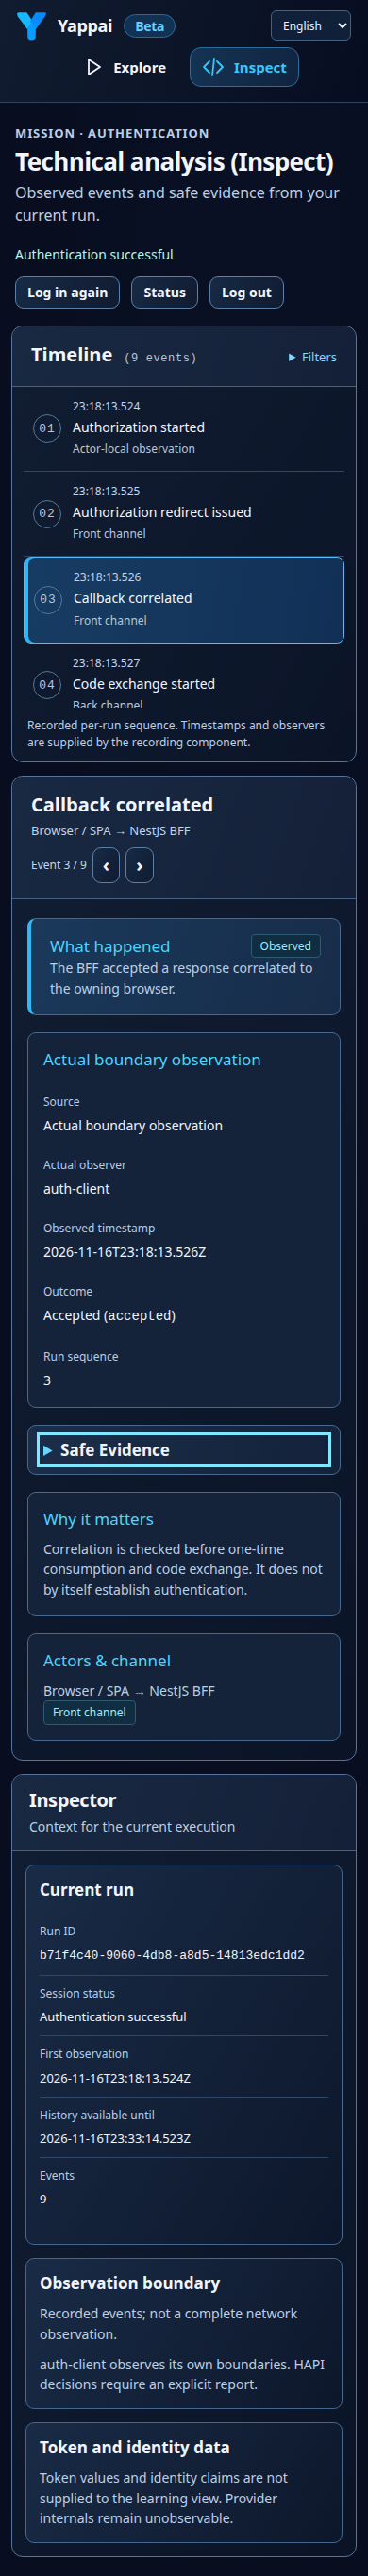 Yappai Beta English
Explore Inspect
MISSION · AUTHENTICATION
Technical analysis (Inspect)
Observed events and safe evidence from your
current run.
Authentication successful
Log in again Status Log out
Timeline (9 events) ▶ Filters
23:18:13.524
01 Authorization started
Actor-local observation
23:18:13.525
02 Authorization redirect issued
Front channel
23:18:13.526
03 Callback correlated
Front channel
23:18:13.527
04 Code exchange started
Back channel
Recorded per-run sequence. Timestamps and observers
are supplied by the recording component.
Callback correlated
Browser / SPA → NestJS BFF
Event 3 / 9 ‹ ›
What happened Observed
The BFF accepted a response correlated to
the owning browser.
Actual boundary observation
Source
Actual boundary observation
Actual observer
auth-client
Observed timestamp
2026-11-16T23:18:13.526Z
Outcome
Accepted (accepted)
Run sequence
3
▶ Safe Evidence
Why it matters
Correlation is checked before one-time
consumption and code exchange. It does not
by itself establish authentication.
Actors & channel
Browser / SPA → NestJS BFF
Front channel
Inspector
Context for the current execution
Current run
Run ID
b71f4c40-9060-4db8-a8d5-14813edc1dd2
Session status
Authentication successful
First observation
2026-11-16T23:18:13.524Z
History available until
2026-11-16T23:33:14.523Z
Events
9
Observation boundary
Recorded events; not a complete network
observation.
auth-client observes its own boundaries. HAPI
decisions require an explicit report.
Token and identity data
Token values and identity claims are not
supplied to the learning view. Provider
internals remain unobservable.